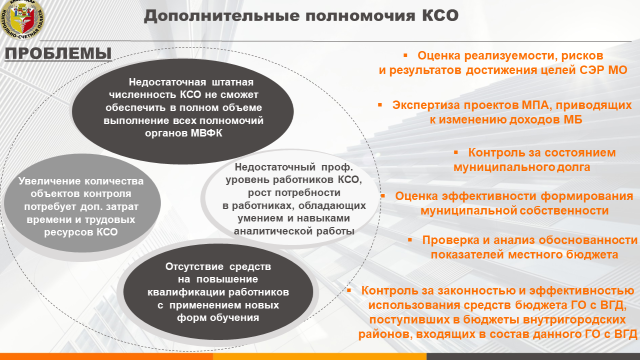 Дополнительные полномочия КСО
ПРОБЛЕМЫ
Недостаточная штатная
численность КСО не сможет
обеспечить в полном объеме
выполнение всех полномочий
органов МВФК
Увеличение количества
объектов контроля
потребует доп. затрат
времени и трудовых
ресурсов КСО
Недостаточный проф.
уровень работников КСО,
рост потребности
в работниках, обладающих
умением и навыками
аналитической работы
Отсутствие средств
на повышение
квалификации работников
с применением новых
форм обучения
▪ Оценка реализуемости, рисков
и результатов достижения целей СЭР МО
▪ Экспертиза проектов МПА, приводящих
к изменению доходов МБ
▪ Контроль за состоянием
муниципального долга
▪ Оценка эффективности формирования
муниципальной собственности
▪ Проверка и анализ обоснованности
показателей местного бюджета
▪ Контроль за законностью и эффективностью
использования средств бюджета ГО с ВГД,
поступивших в бюджеты внутригородских
районов, входящих в состав данного ГО с ВГД